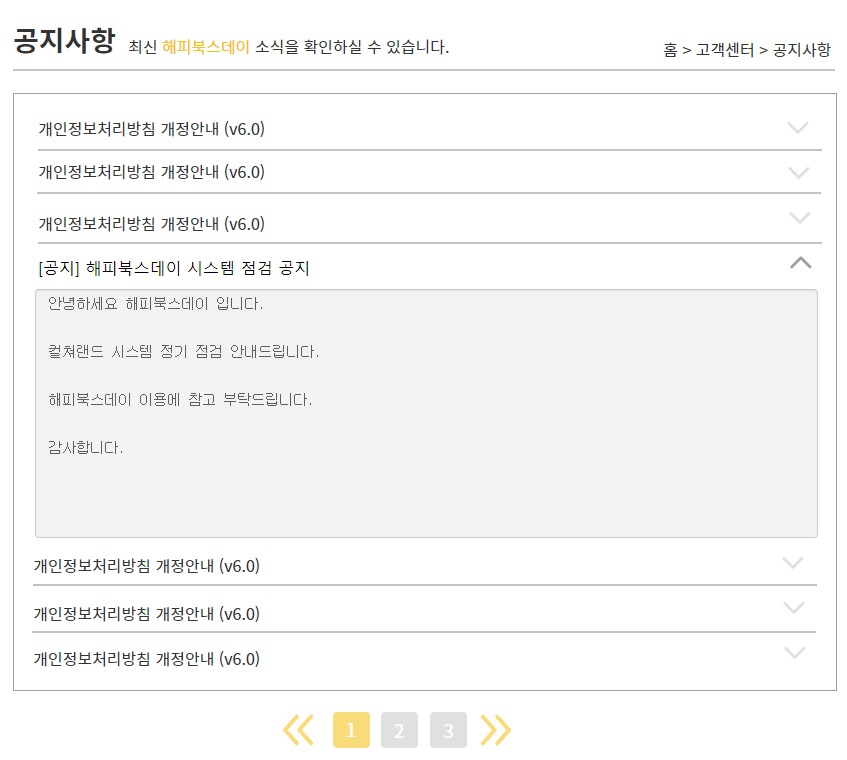 공지사항 최신 해피북스데이 소식을 확인하실 수 있습니다.
홈 > 고객센터 > 공지사항
개인정보처리방침 개정안내 (v6.0)
개인정보처리방침 개정안내 (v6.0)
개인정보처리방침 개정안내 (v6.0)
[공지] 해피북스데이 시스템 점검 공지
안녕하세요 해피북스데이 입니다.
컬쳐랜드 시스템 정기 점검 안내드립니다.
해피북스데이 이용에 참고 부탁드립니다.
감사합니다.
개인정보처리방침 개정안내 (v6.0)
개인정보처리방침 개정안내 (v6.0)
개인정보처리방침 개정안내 (v6.0)
1 2 3